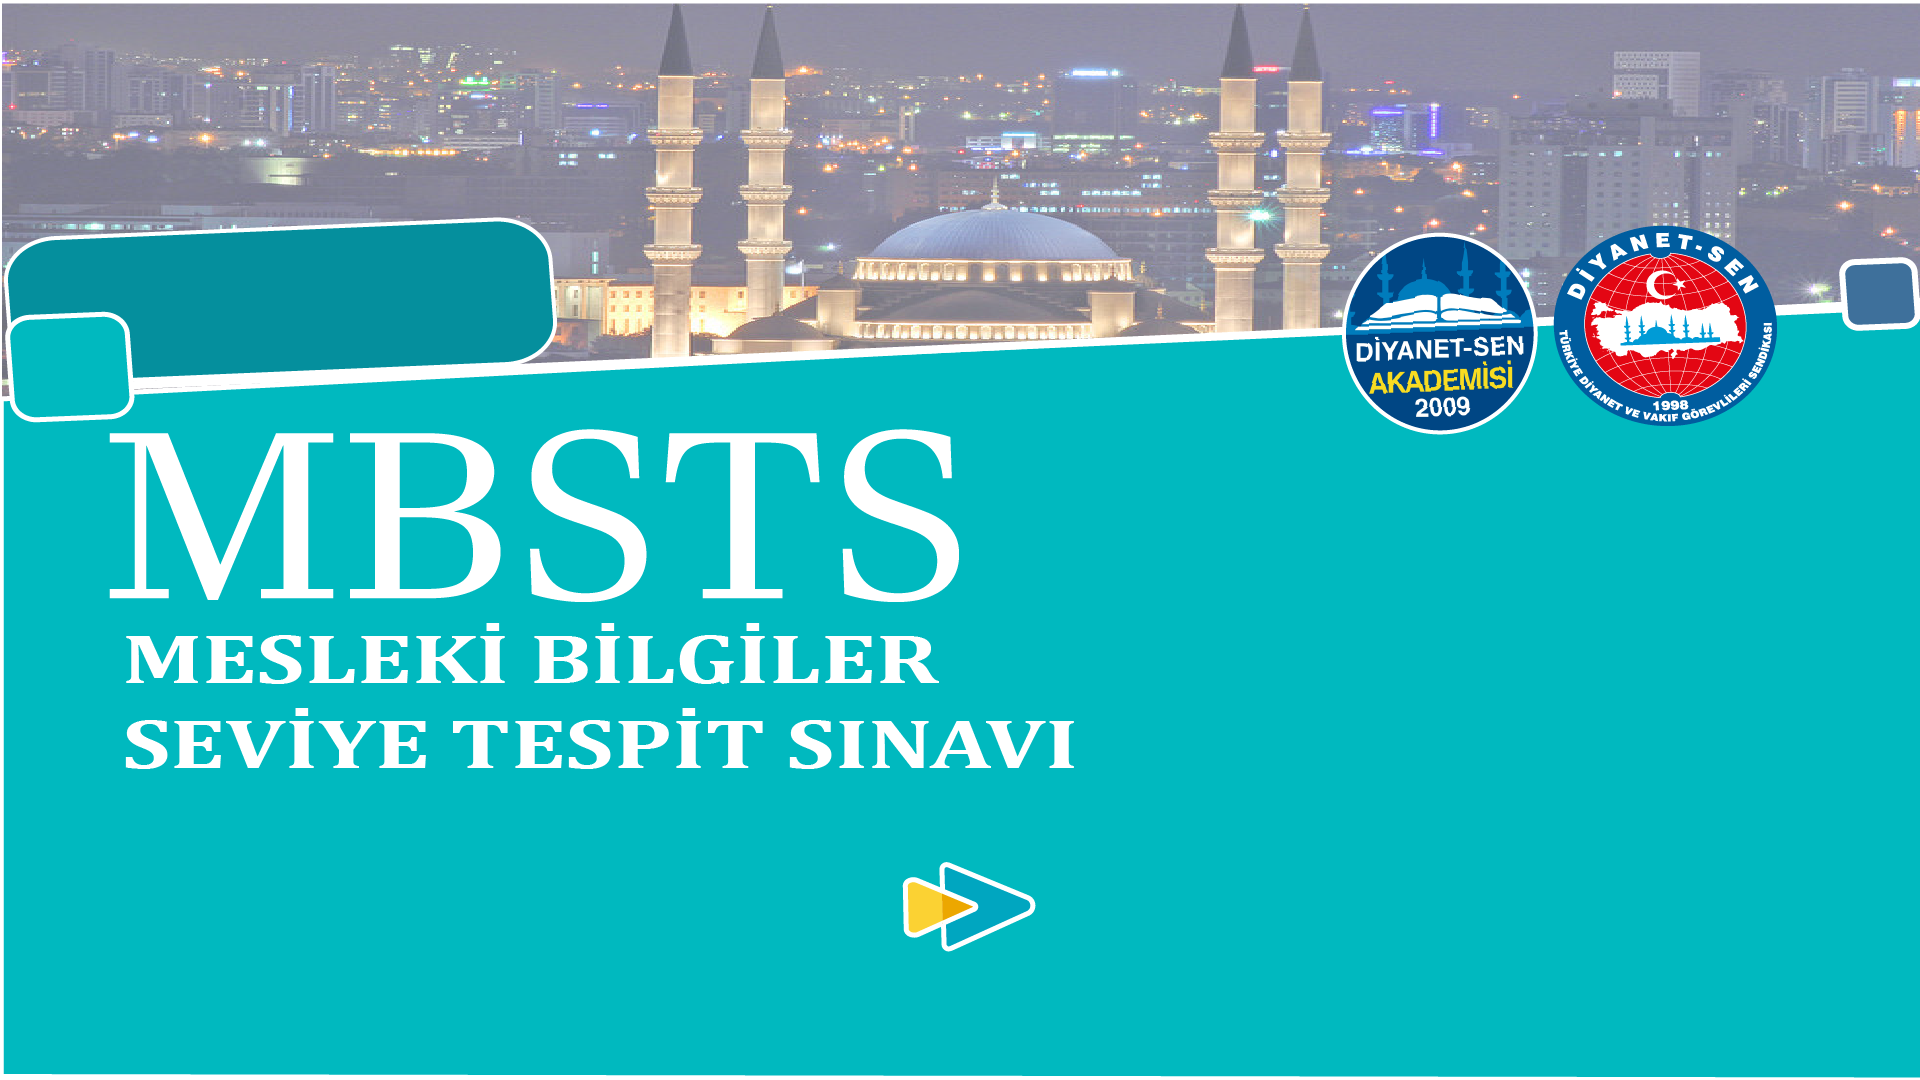 DİYANET-SEN
AKADEMİSİ
2009
DİYANET-SEN
1998
TÜRKİYE DİYANET VE VAKIF GÖREVLİLERİ SENDİKASI
MBSTS
MESLEKİ BİLGİLER
SEVİYE TESPİT SINAVI